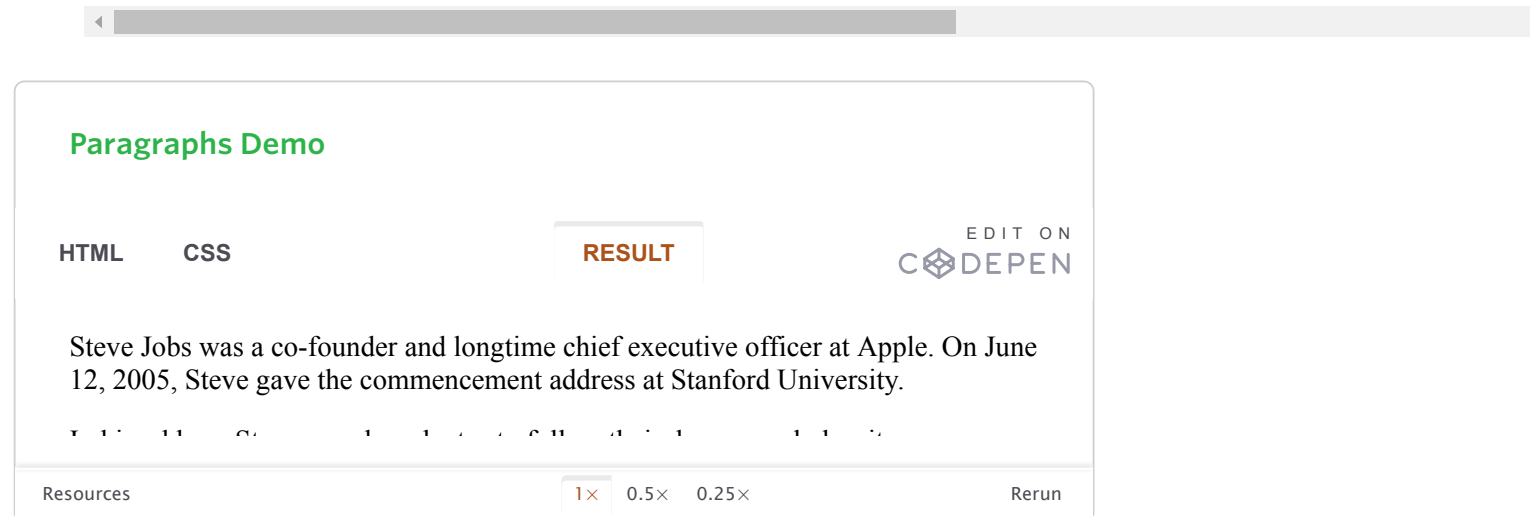 Paragraphs Demo
HTML CSS RESULT EDIT ON
CODEPEN
Steve Jobs was a co-founder and longtime chief executive officer at Apple. On June
12, 2005, Steve gave the commencement address at Stanford University.
Resources 1× 0.5× 0.25× Rerun